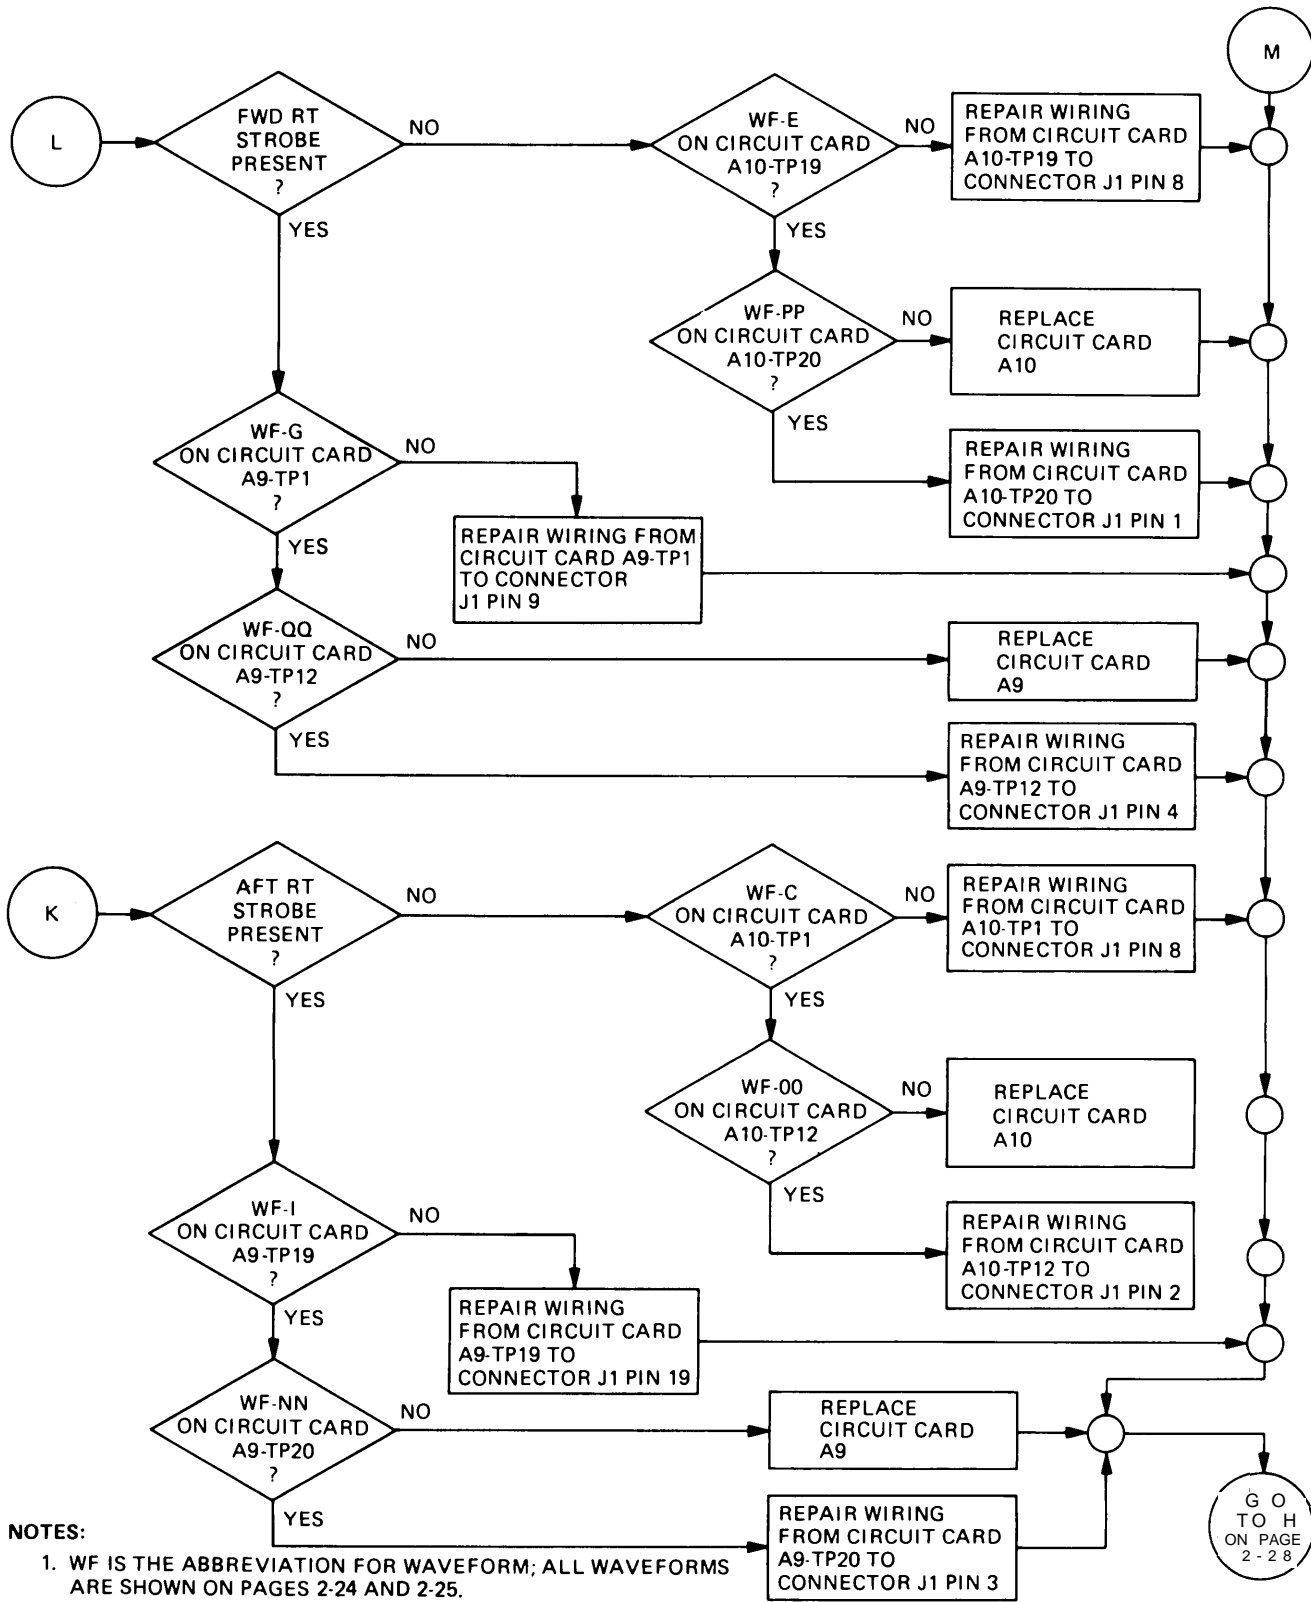 M
L
FWD RT
STROBE
PRESENT
?
NO
YES
WF-E
ON CIRCUIT CARD
A10-TP19
?
NO
YES
REPAIR WIRING
FROM CIRCUIT CARD
A10-TP19 TO
CONNECTOR J1 PIN 8
WF-PP
ON CIRCUIT CARD
A10-TP20
?
NO
YES
REPLACE
CIRCUIT CARD
A10
REPAIR WIRING
FROM CIRCUIT CARD
A10-TP20 TO
CONNECTOR J1 PIN 1
WF-G
ON CIRCUIT CARD
A9-TP1
?
NO
YES
REPAIR WIRING FROM
CIRCUIT CARD A9-TP1
TO CONNECTOR
J1 PIN 9
WF-QQ
ON CIRCUIT CARD
A9-TP12
?
NO
YES
REPLACE
CIRCUIT CARD
A9
REPAIR WIRING
FROM CIRCUIT CARD
A9-TP12 TO
CONNECTOR J1 PIN 4
K
AFT RT
STROBE
PRESENT
?
NO
YES
WF-C
ON CIRCUIT CARD
A10-TP1
?
NO
YES
REPAIR WIRING
FROM CIRCUIT CARD
A10-TP1 TO
CONNECTOR J1 PIN 8
WF-00
ON CIRCUIT CARD
A10-TP12
?
NO
YES
REPLACE
CIRCUIT CARD
A10
REPAIR WIRING
FROM CIRCUIT CARD
A10-TP12 TO
CONNECTOR J1 PIN 2
WF-I
ON CIRCUIT CARD
A9-TP19
?
NO
YES
REPAIR WIRING
FROM CIRCUIT CARD
A9-TP19 TO
CONNECTOR J1 PIN 19
WF-NN
ON CIRCUIT CARD
A9-TP20
?
NO
YES
REPLACE
CIRCUIT CARD
A9
REPAIR WIRING
FROM CIRCUIT CARD
A9-TP20 TO
CONNECTOR J1 PIN 3
GO
TO H
ON PAGE
2-28
NOTES:
1. WF IS THE ABBREVIATION FOR WAVEFORM; ALL WAVEFORMS
ARE SHOWN ON PAGES 2-24 AND 2-25.